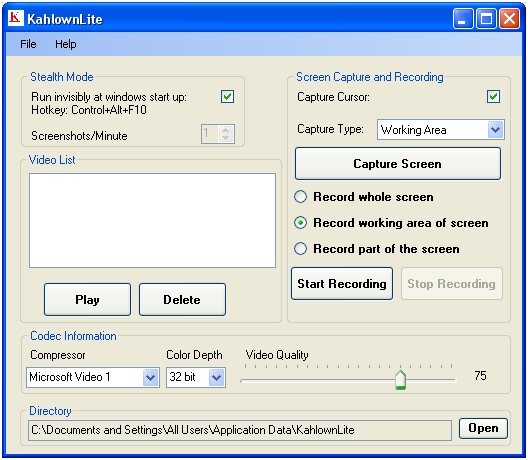 K KahlownLite
File Help
Stealth Mode
Run invisibly at windows start up:
Hotkey: Control+Alt+F10
Screenshots/Minute 1
Video List
Play Delete
Screen Capture and Recording
Capture Cursor:
Capture Type: Working Area
Capture Screen
Record whole screen
Record working area of screen
Record part of the screen
Start Recording Stop Recording
Codec Information
Compressor Color Depth Video Quality
Microsoft Video 1 32 bit 75
Directory
C:\Documents and Settings\All Users\Application Data\KahlownLite Open